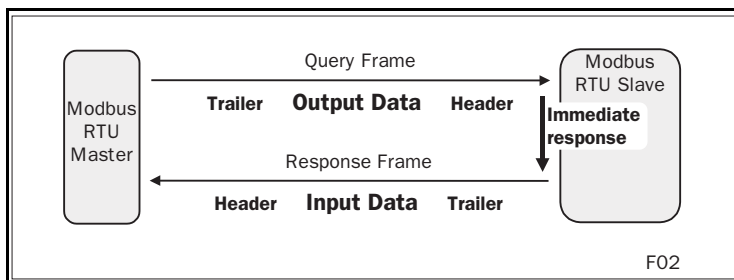 Query Frame
Modbus
RTU Slave
Trailer Output Data Header
Modbus
RTU
Master
Immediate
response
Response Frame
Header Input Data Trailer
F02